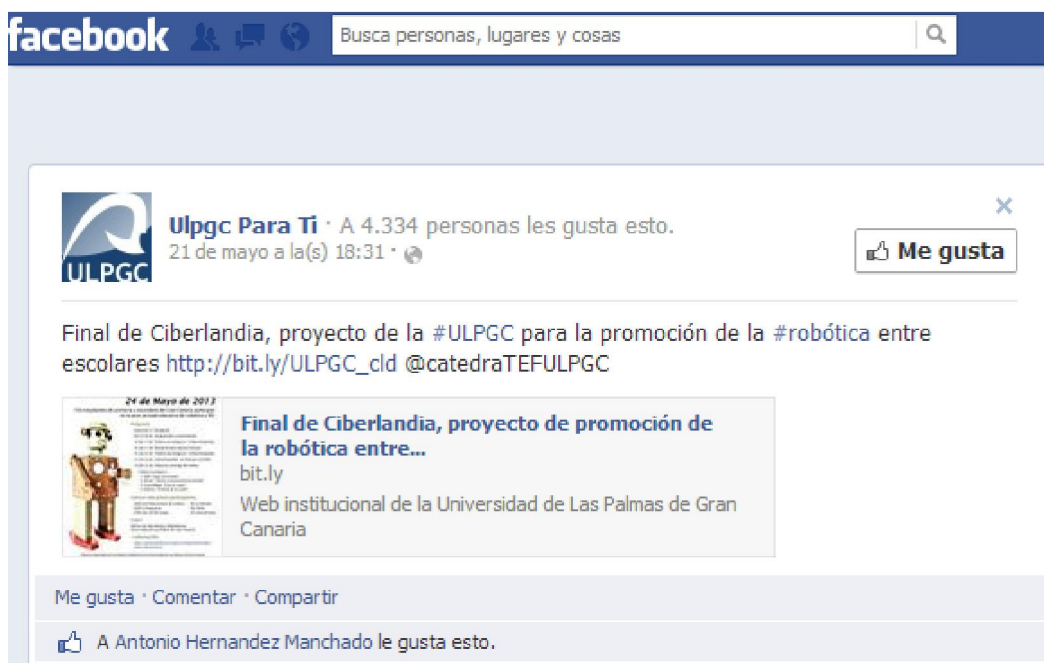 facebook
Busca personas, lugares y cosas
ULPGC
Ulpgc Para Ti · A 4.334 personas les gusta esto.
21 de mayo a la(s) 18:31 ·
Me gusta
Final de Ciberlandia, proyecto de la #ULPGC para la promoción de la #robótica entre
escolares http://bit.ly/ULPGC_cld @catedraTEFULPGC
24 de Mayo de 2013
Final de Ciberlandia, proyecto de promoción de
la robótica entre...
bit.ly
Web institucional de la Universidad de Las Palmas de Gran
Canaria
Me gusta · Comentar · Compartir
A Antonio Hernandez Manchado le gusta esto.